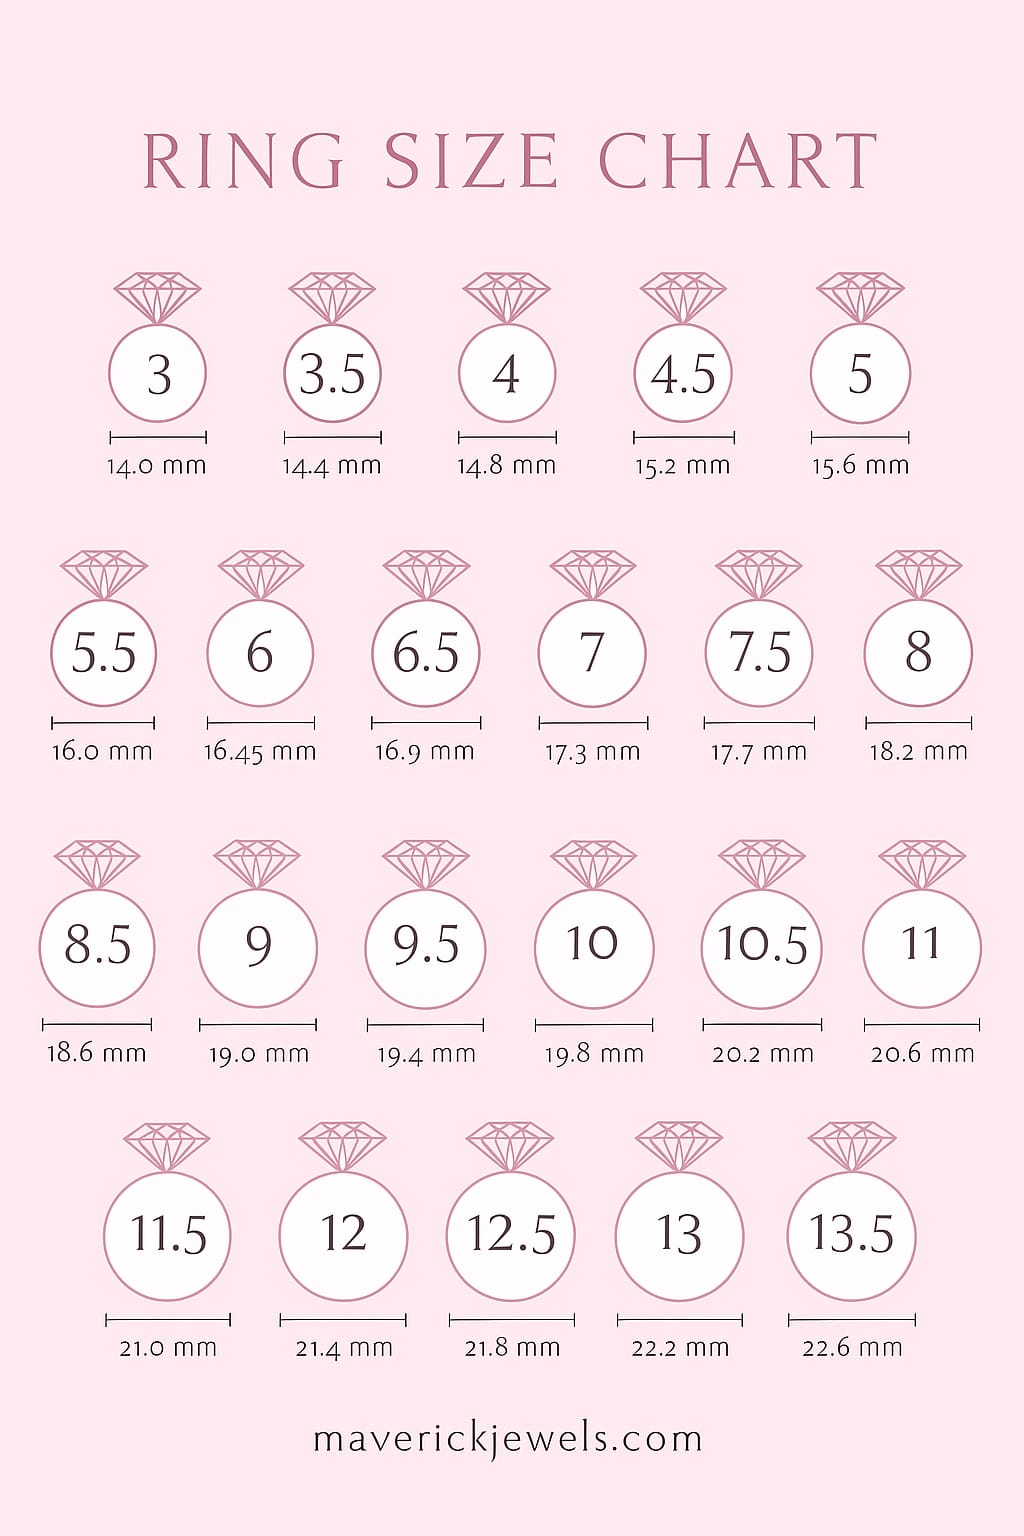 RING SIZE CHART
3 3.5 4 4.5 5
14.0 mm 14.4 mm 14.8 mm 15.2 mm 15.6 mm
5.5 6 6.5 7 7.5 8
16.0 mm 16.45 mm 16.9 mm 17.3 mm 17.7 mm 18.2 mm
8.5 9 9.5 10 10.5 11
18.6 mm 19.0 mm 19.4 mm 19.8 mm 20.2 mm 20.6 mm
11.5 12 12.5 13 13.5
21.0 mm 21.4 mm 21.8 mm 22.2 mm 22.6 mm
maverickjewels.com